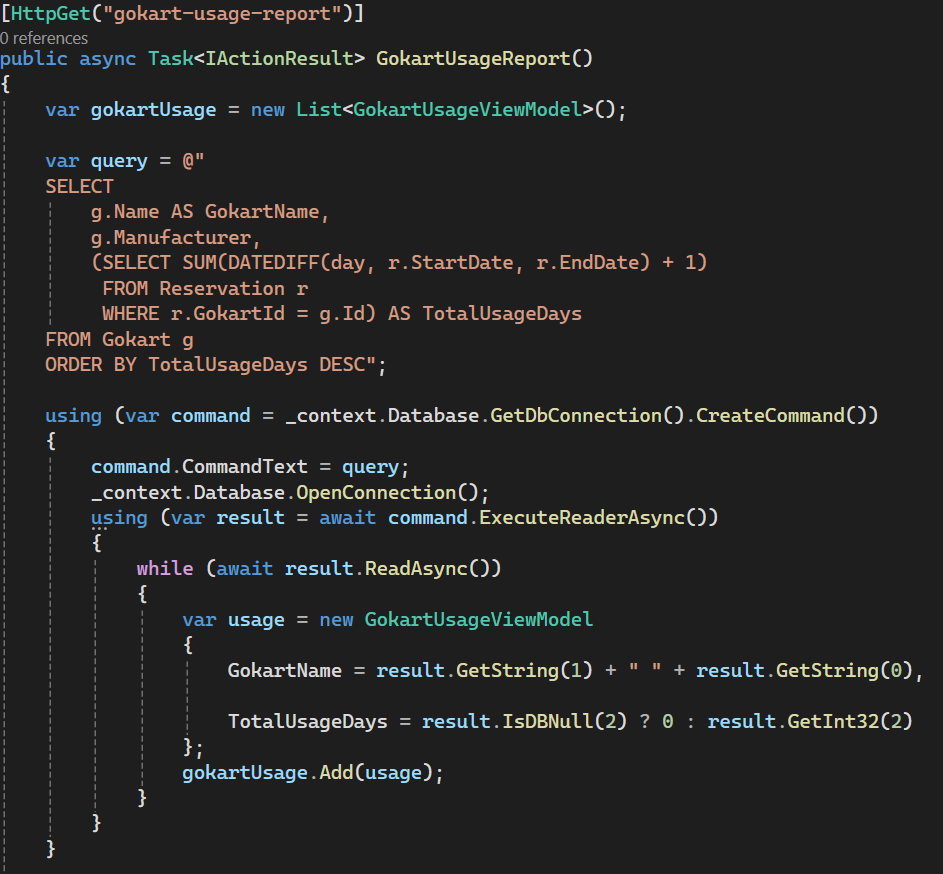 [HttpGet("gokart-usage-report")]
0 references
public async Task<IActionResult> GokartUsageReport()
{
    var gokartUsage = new List<GokartUsageViewModel>();

    var query = @"
    SELECT
        g.Name AS GokartName,
        g.Manufacturer,
        (SELECT SUM(DATEDIFF(day, r.StartDate, r.EndDate) + 1)
         FROM Reservation r
         WHERE r.GokartId = g.Id) AS TotalUsageDays
    FROM Gokart g
    ORDER BY TotalUsageDays DESC";

    using (var command = _context.Database.GetDbConnection().CreateCommand())
    {
        command.CommandText = query;
        _context.Database.OpenConnection();
        using (var result = await command.ExecuteReaderAsync())
        {
            while (await result.ReadAsync())
            {
                var usage = new GokartUsageViewModel
                {
                    GokartName = result.GetString(1) + " " + result.GetString(0),

                    TotalUsageDays = result.IsDBNull(2) ? 0 : result.GetInt32(2)
                };
                gokartUsage.Add(usage);
            }
        }
    }